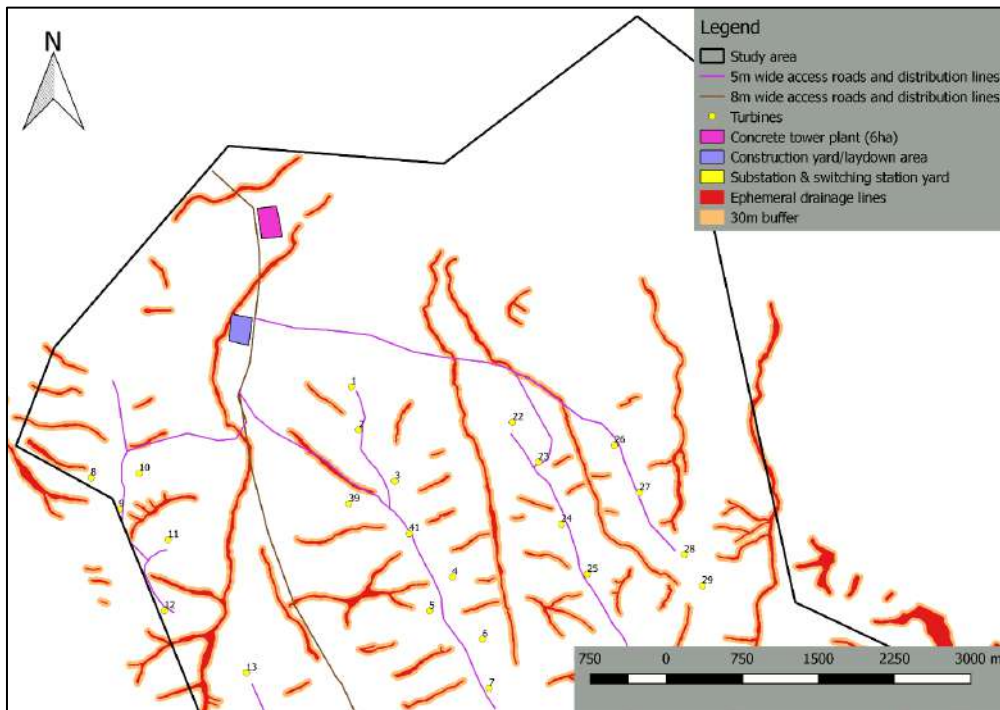 N
Legend
Study area
5m wide access roads and distribution lines
8m wide access roads and distribution lines
Turbines
Concrete tower plant (6ha)
Construction yard/laydown area
Substation & switching station yard
Ephemeral drainage lines
30m buffer
1
2
22
26
3
23
8
10
27
39
9
24
41
11
28
4
25
29
12
5
6
13
7
750 0 750 1500 2250 3000 m